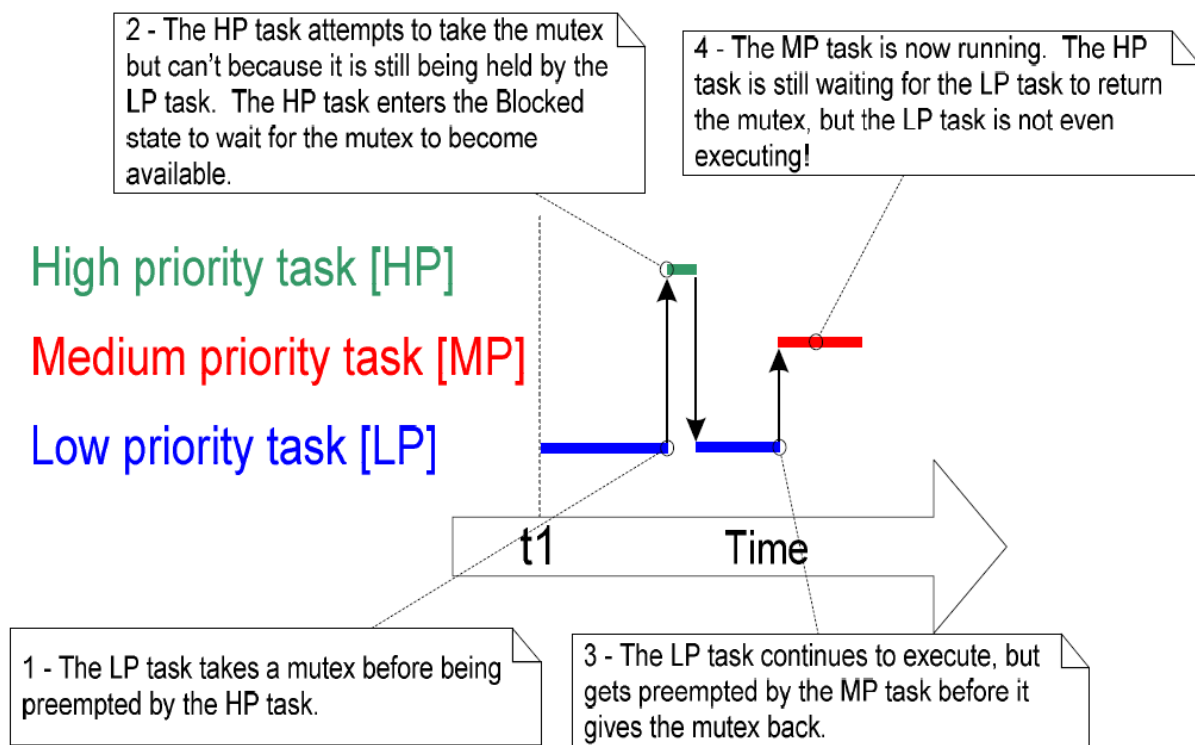 2 - The HP task attempts to take the mutex
but can't because it is still being held by the
LP task.  The HP task enters the Blocked
state to wait for the mutex to become
available.
4 - The MP task is now running.  The HP
task is still waiting for the LP task to return
the mutex, but the LP task is not even
executing!
High priority task [HP]
Medium priority task [MP]
Low priority task [LP]
t1
Time
1 - The LP task takes a mutex before being
preempted by the HP task.
3 - The LP task continues to execute, but
gets preempted by the MP task before it
gives the mutex back.